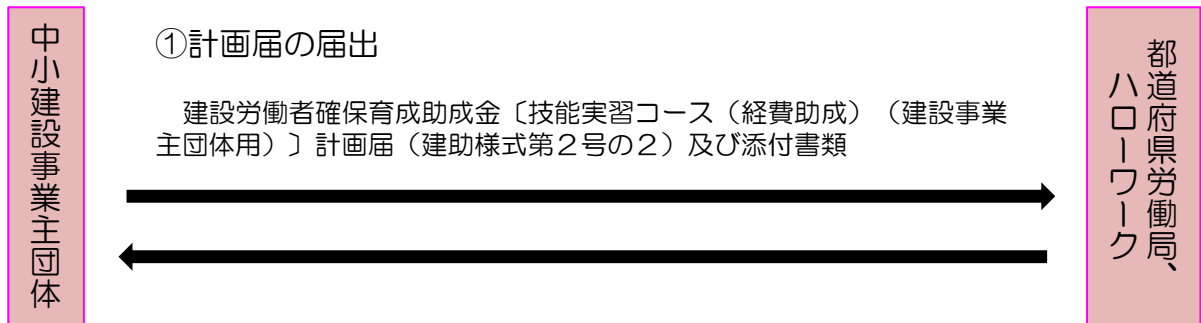 中小建設事業主団体
①計画届の届出
建設労働者確保育成助成金〔技能実習コース（経費助成）（建設事業
主団体用）〕計画届（建助様式第２号の２）及び添付書類
都道府県労働局、
ハローワーク